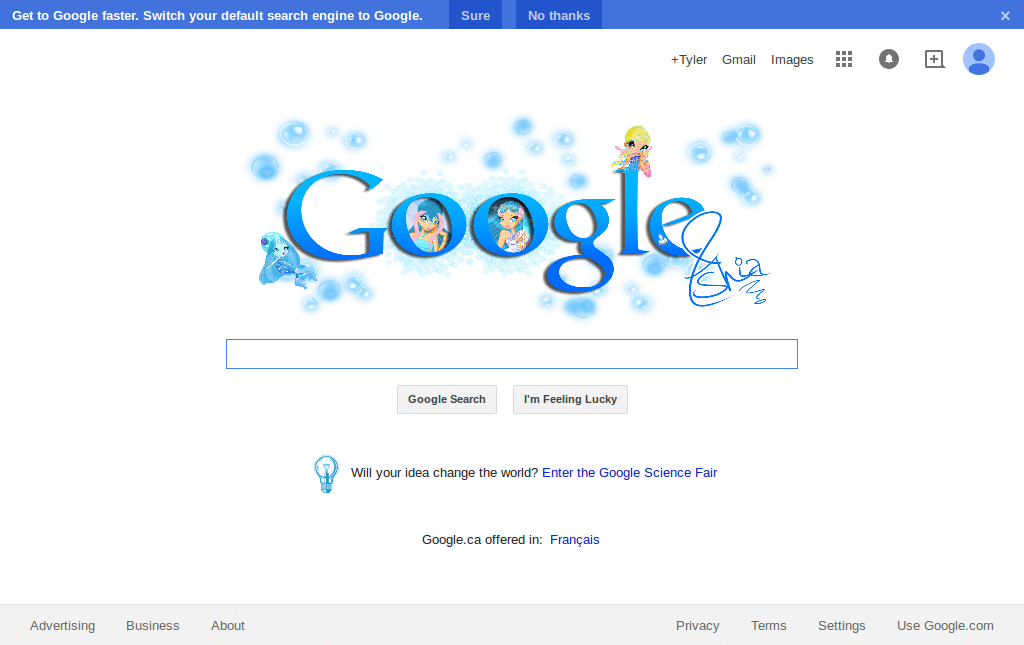 Get to Google faster. Switch your default search engine to Google. Sure No thanks ×
+Tyler Gmail Images
Google
Google Search I'm Feeling Lucky
Will your idea change the world? Enter the Google Science Fair
Google.ca offered in: Français
Advertising Business About Privacy Terms Settings Use Google.com